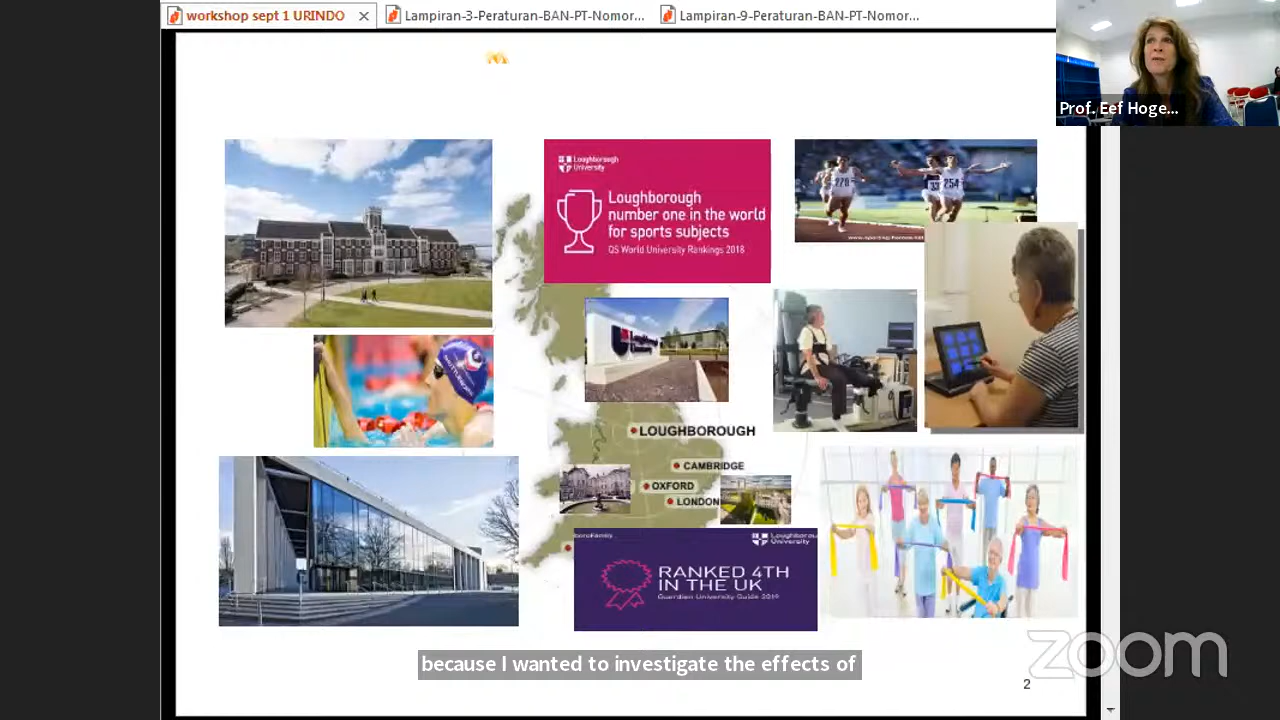 workshop sept 1 URINDO
Lampiran-3-Peraturan-BAN-PT-Nomor...
Lampiran-9-Peraturan-BAN-PT-Nomor...
Prof. Eef Hoge...
Loughborough
University
Loughborough
number one in the world
for sports subjects
QS World University Rankings 2018
254
LOUGHBOROUGH
CAMBRIDGE
OXFORD
LONDON
Loughborou
University
RANKED 4TH
IN THE UK
Guardian University Guide 2019
because I wanted to investigate the effects of
zoom
2